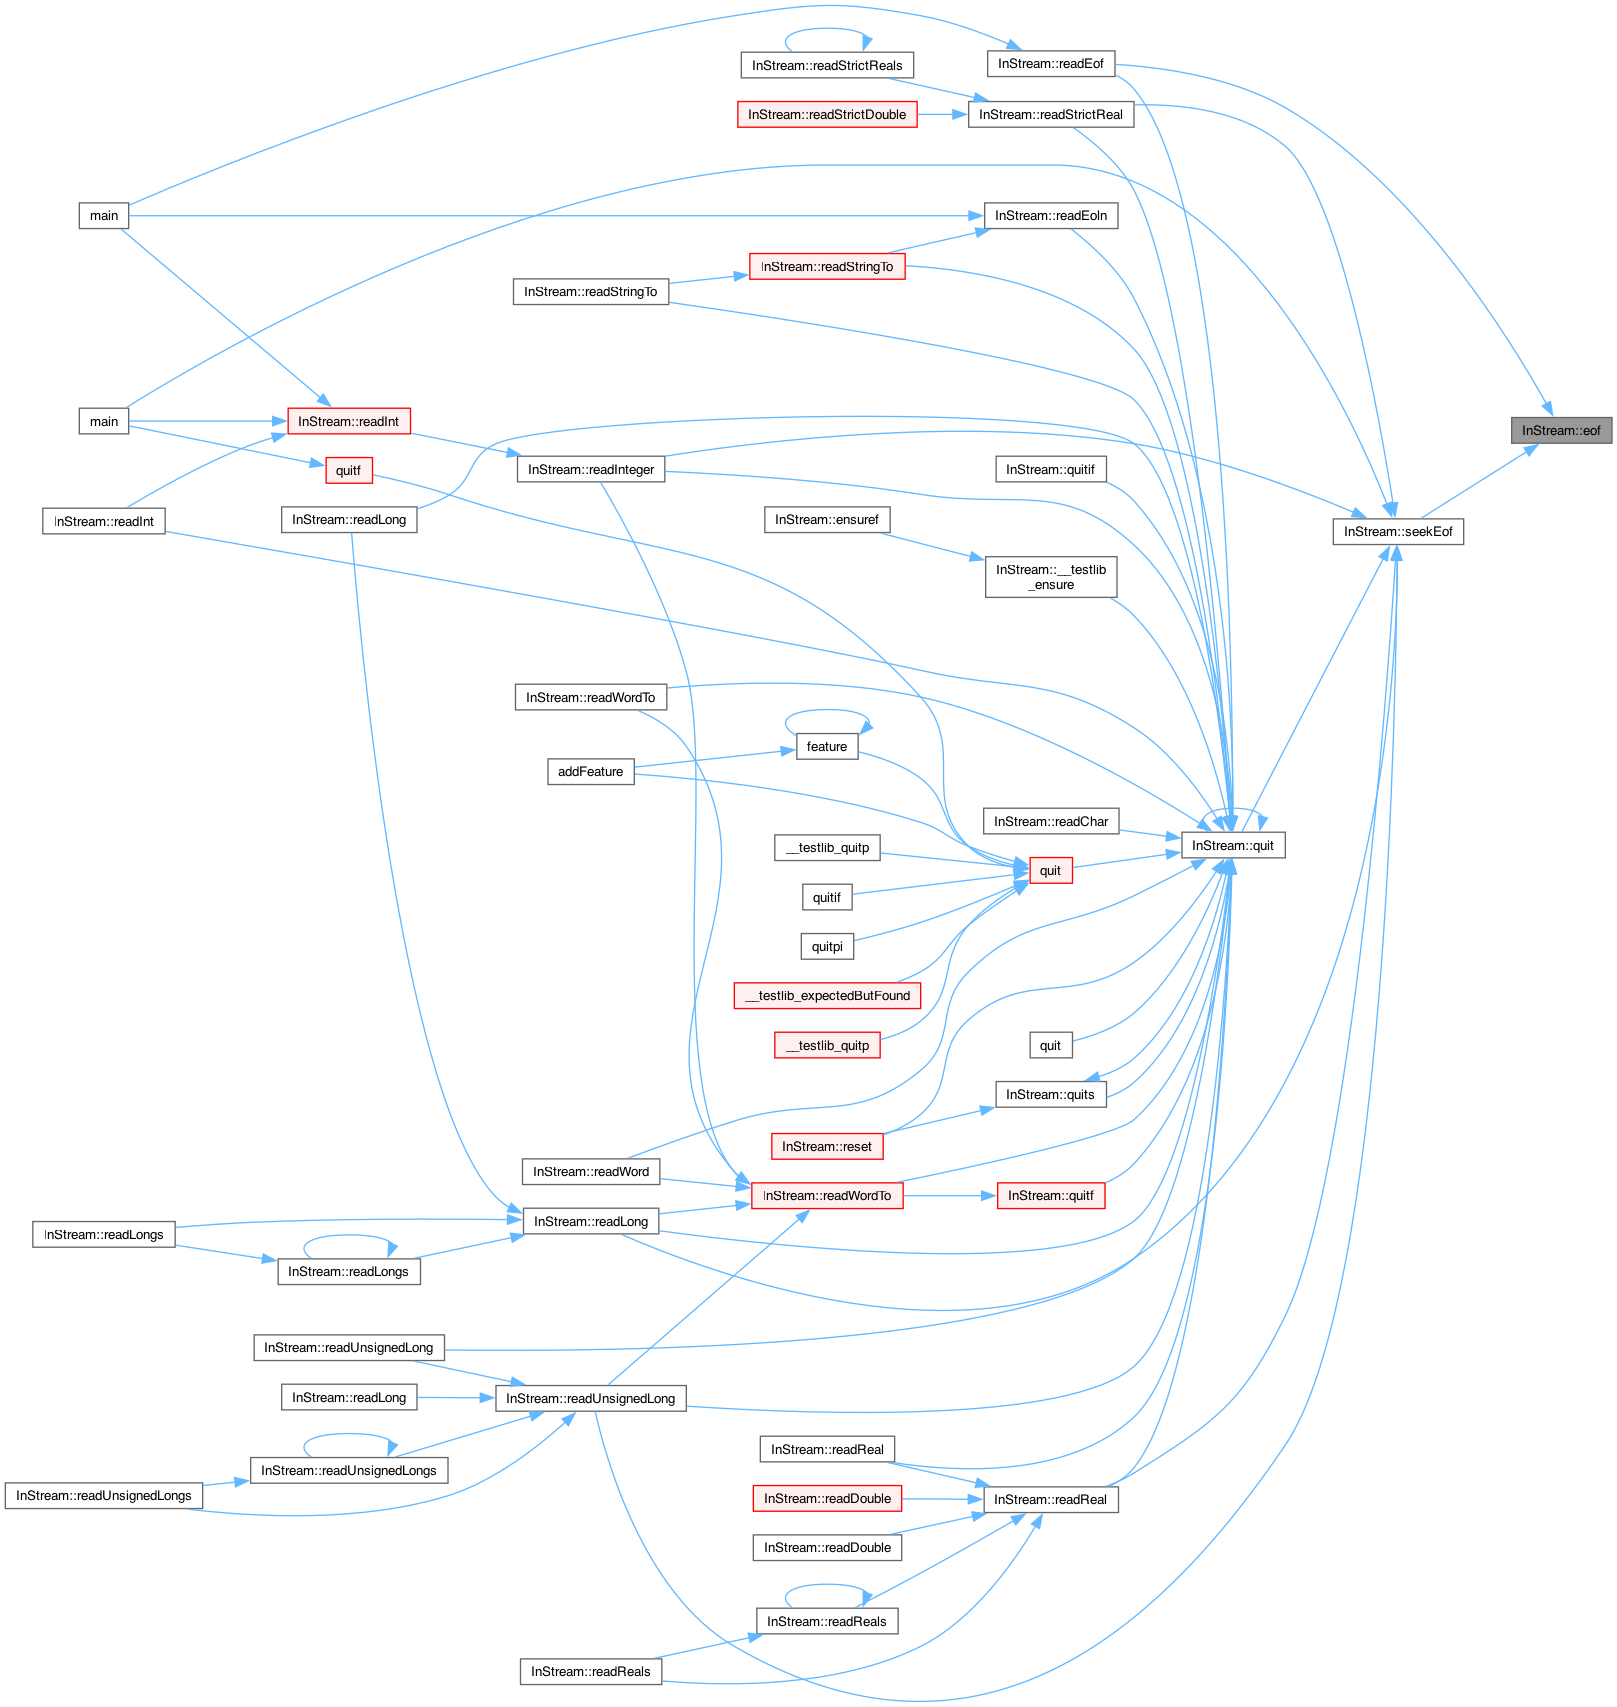 InStream::readEof
InStream::readStrictReals
InStream::readStrictDouble
InStream::readStrictReal
main
InStream::readEoln
InStream::readStringTo
InStream::readStringTo
main
InStream::readInt
InStream::eof
quitf
InStream::readInteger
InStream::quitif
InStream::readInt
InStream::readLong
InStream::ensuref
InStream::seekEof
InStream::__testlib
_ensure
InStream::readWordTo
feature
addFeature
InStream::readChar
InStream::quit
__testlib_quitp
quit
quitif
quitpi
__testlib_expectedButFound
__testlib_quitp
quit
InStream::quits
InStream::reset
InStream::readWord
InStream::readWordTo
InStream::quitf
InStream::readLong
InStream::readLongs
InStream::readLongs
InStream::readUnsignedLong
InStream::readLong
InStream::readUnsignedLong
InStream::readReal
InStream::readUnsignedLongs
InStream::readUnsignedLongs
InStream::readDouble
InStream::readReal
InStream::readDouble
InStream::readReals
InStream::readReals